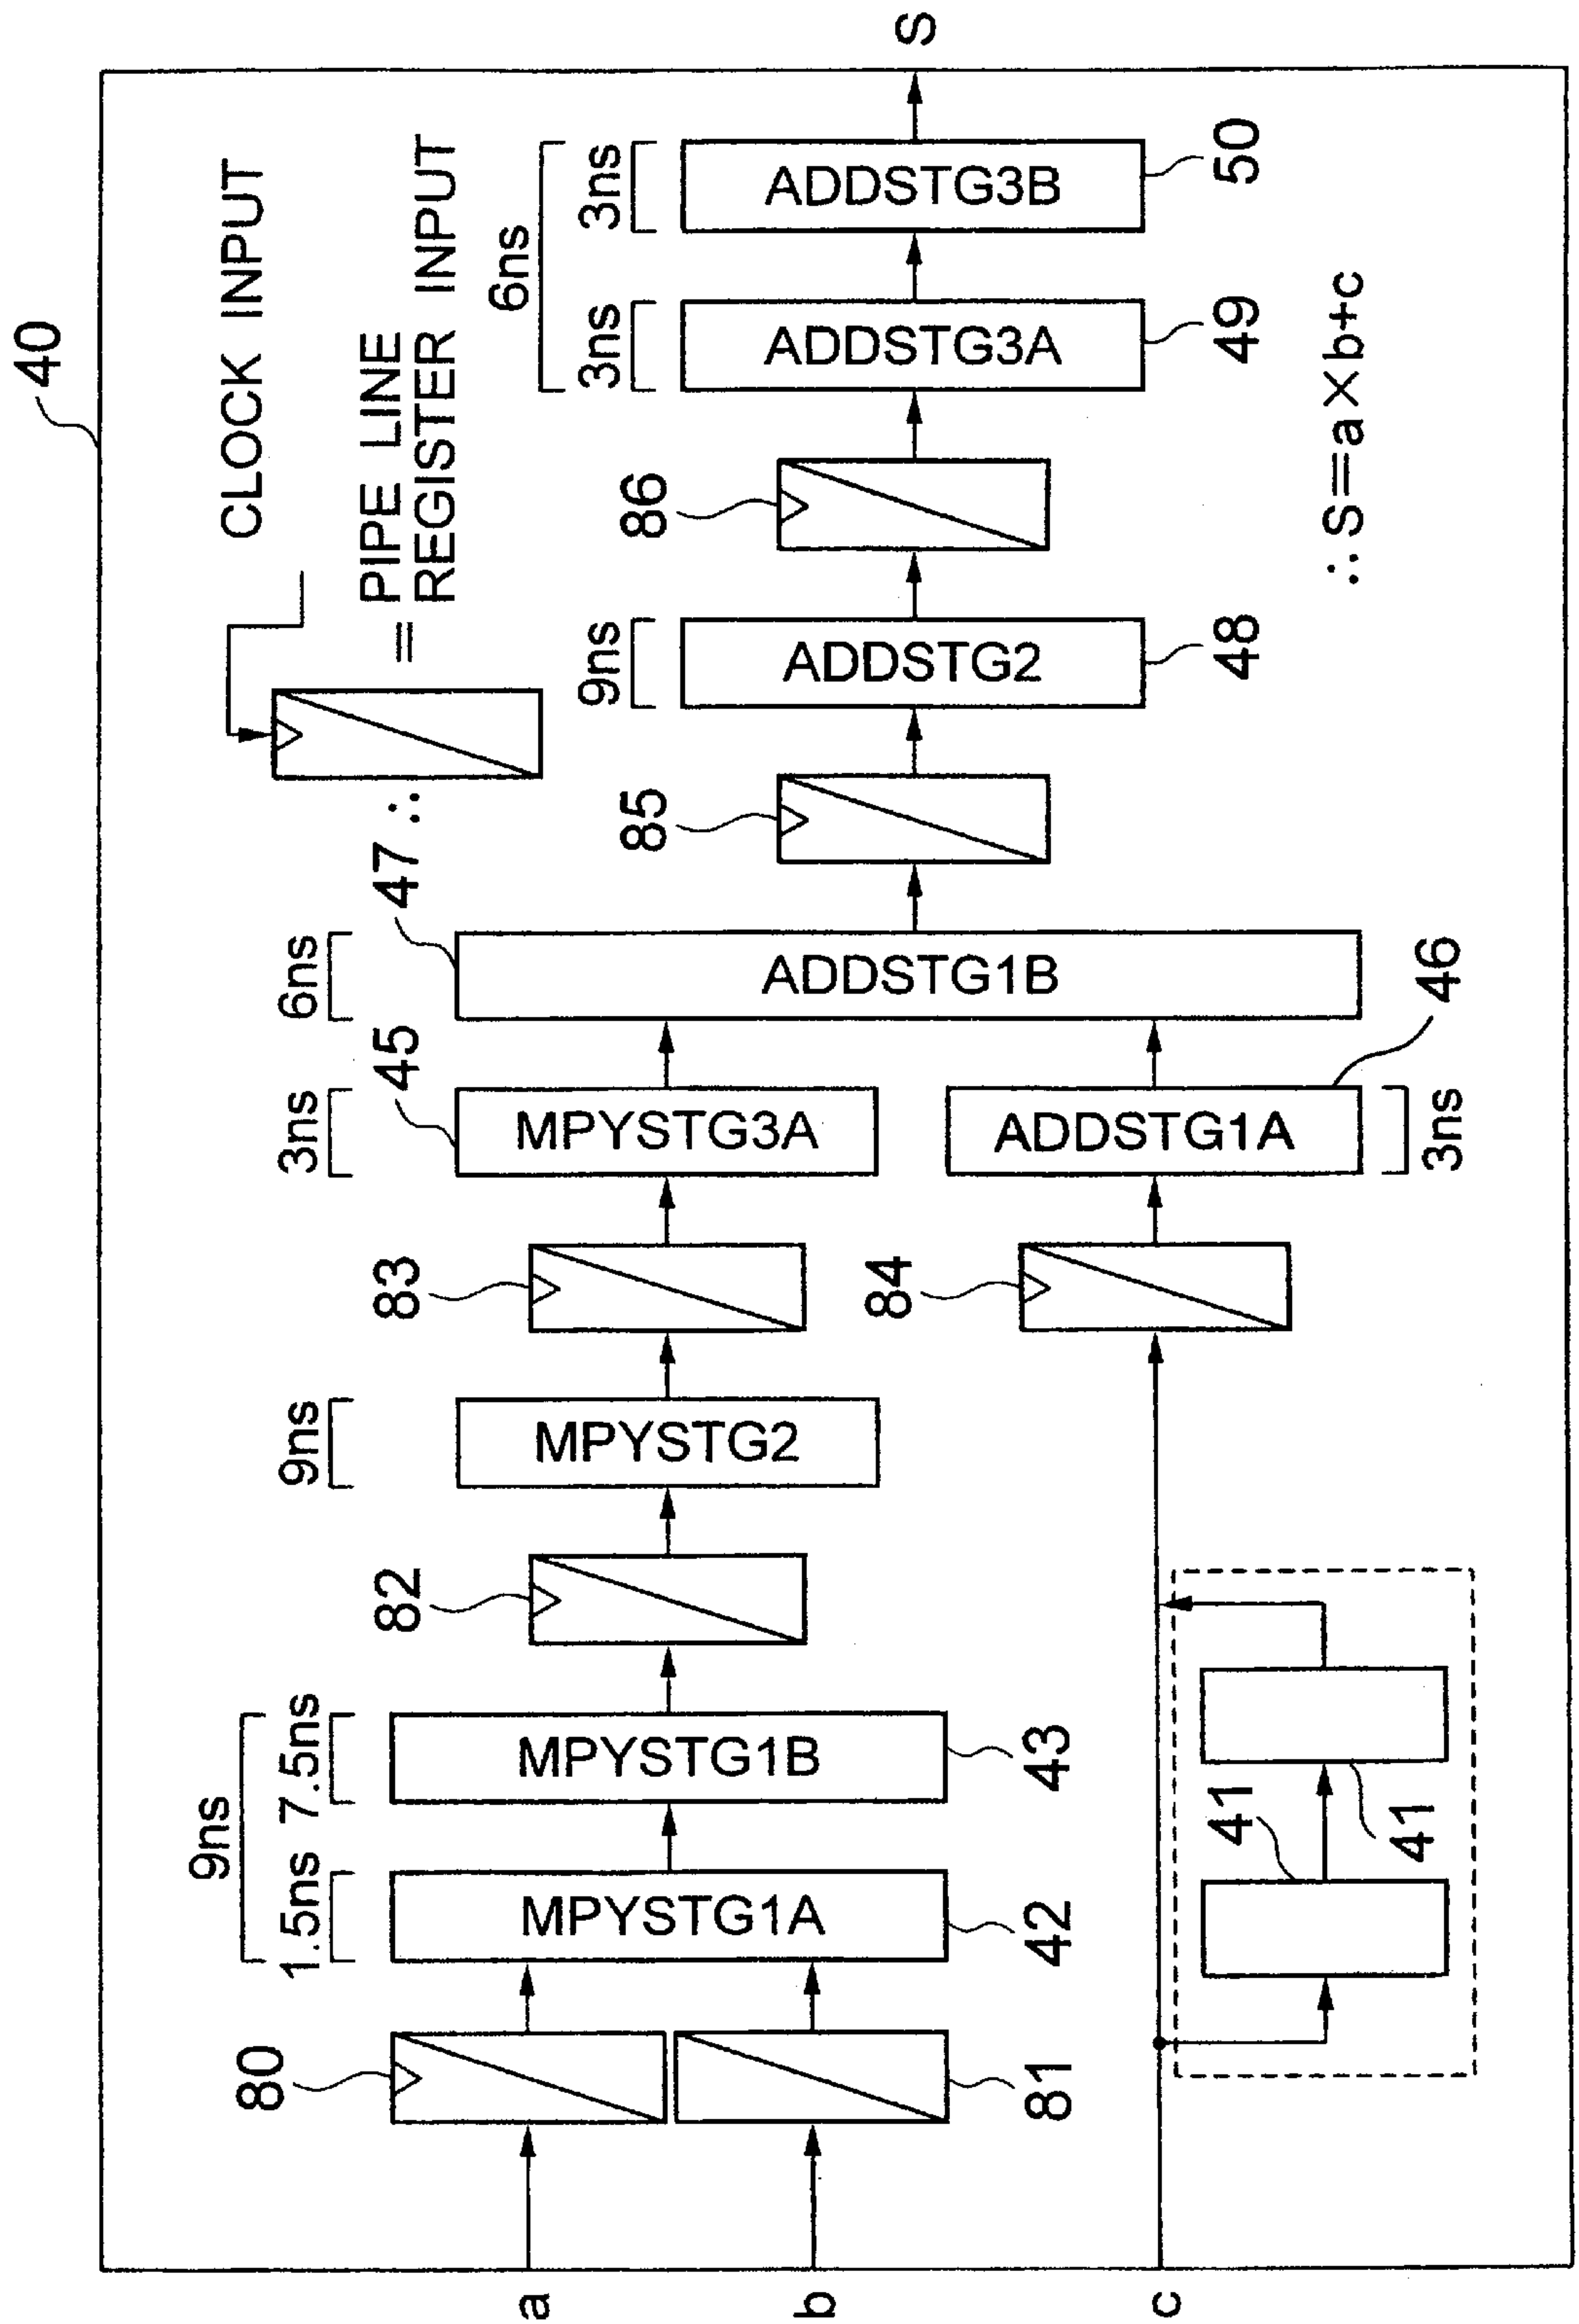 40
CLOCK INPUT
∴ = PIPE LINE
REGISTER INPUT
9ns
1.5ns
7.5ns
9ns
3ns
6ns
9ns
6ns
3ns
3ns
80
82
83
45
47
85
86
a
b
c
81
MPYSTG1A
42
MPYSTG1B
43
MPYSTG2
MPYSTG3A
84
ADDSTG1A
46
3ns
ADDSTG1B
ADDSTG2
48
ADDSTG3A
49
ADDSTG3B
50
S
41
41
∴S=a×b+c